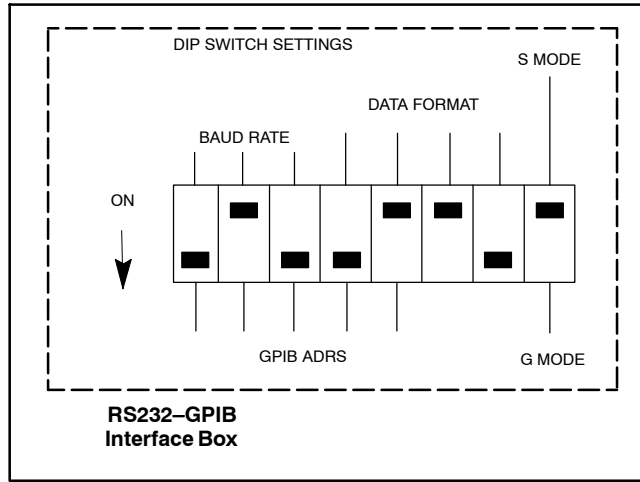 DIP SWITCH SETTINGS
S MODE
DATA FORMAT
BAUD RATE
ON
GPIB ADRS
G MODE
RS232–GPIB
Interface Box